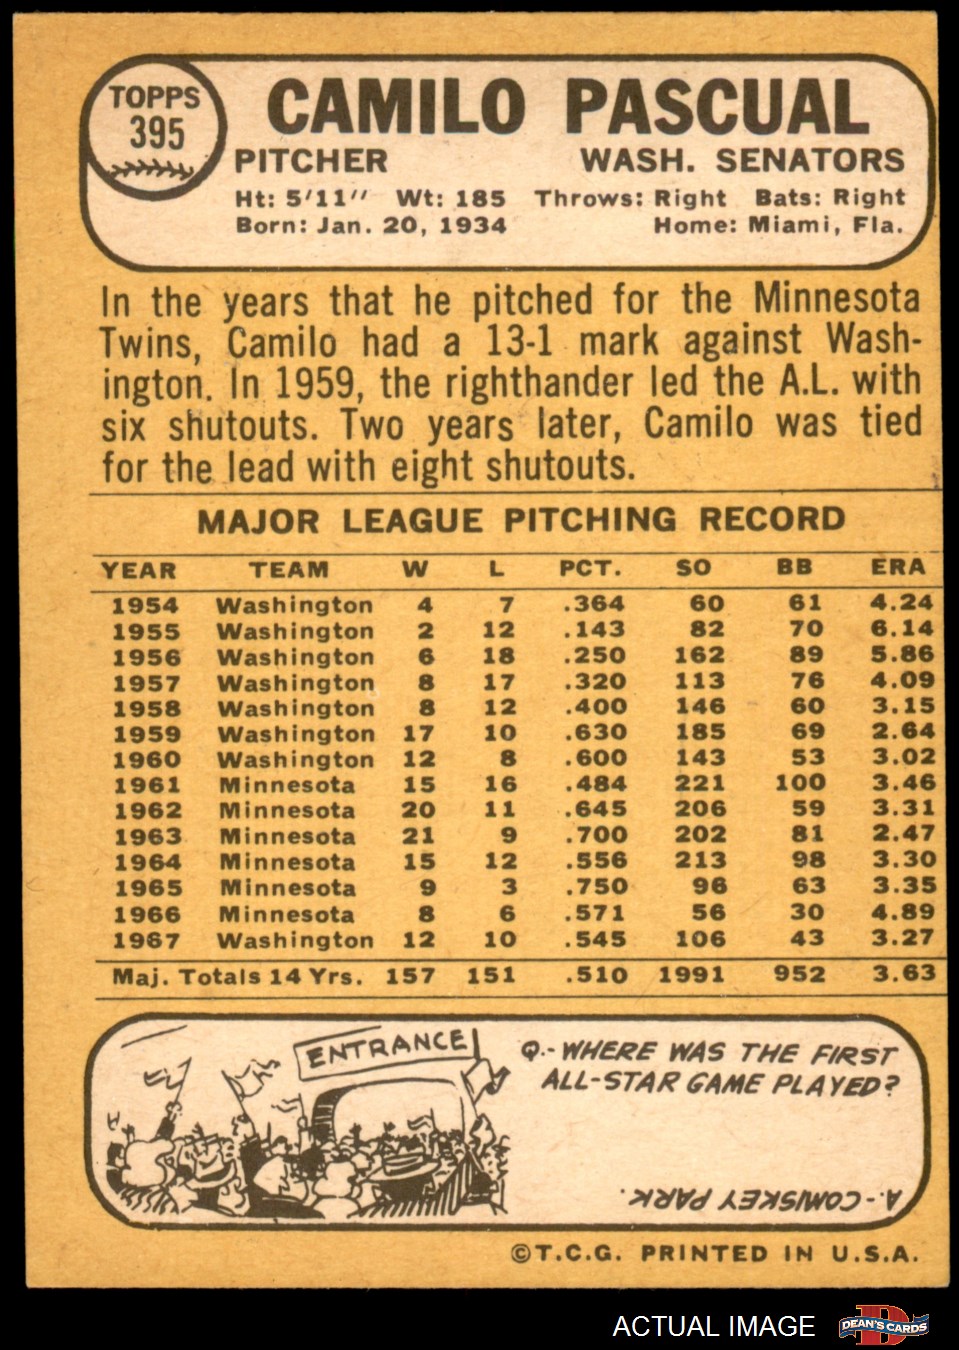 TOPPS
395
CAMILO PASCUAL
PITCHER WASH. SENATORS
Ht: 5'11" Wt: 185 Throws: Right Bats: Right
Born: Jan. 20, 1934 Home: Miami, Fla.
In the years that he pitched for the Minnesota
Twins, Camilo had a 13-1 mark against Wash-
ington. In 1959, the righthander led the A.L. with
six shutouts. Two years later, Camilo was tied
for the lead with eight shutouts.
MAJOR LEAGUE PITCHING RECORD
YEAR TEAM W L PCT. SO BB ERA
1954 Washington 4 7 .364 60 61 4.24
1955 Washington 2 12 .143 82 70 6.14
1956 Washington 6 18 .250 162 89 5.86
1957 Washington 8 17 .320 113 76 4.09
1958 Washington 8 12 .400 146 60 3.15
1959 Washington 17 10 .630 185 69 2.64
1960 Washington 12 8 .600 143 53 3.02
1961 Minnesota 15 16 .484 221 100 3.46
1962 Minnesota 20 11 .645 206 59 3.31
1963 Minnesota 21 9 .700 202 81 2.47
1964 Minnesota 15 12 .556 213 98 3.30
1965 Minnesota 9 3 .750 96 63 3.35
1966 Minnesota 8 6 .571 56 30 4.89
1967 Washington 12 10 .545 106 43 3.27
Maj. Totals 14 Yrs. 157 151 .510 1991 952 3.63
ENTRANCE
Q.- WHERE WAS THE FIRST
ALL-STAR GAME PLAYED?
A.- COMISKEY PARK.
©T.C.G. PRINTED IN U.S.A.
ACTUAL IMAGE
D
DEAN'S CARDS